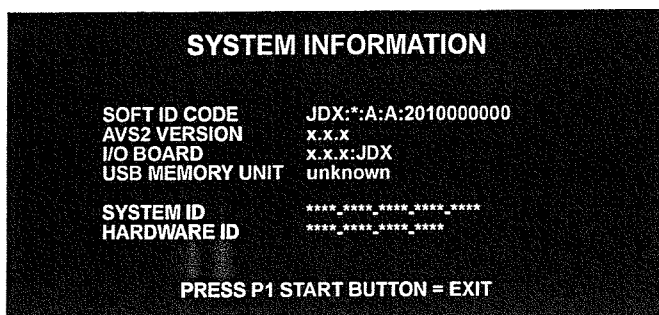 SYSTEM INFORMATION
SOFT ID CODE JDX:*:A:A:2010000000
AVS2 VERSION x.x.x
I/O BOARD x.x.x:JDX
USB MEMORY UNIT unknown
SYSTEM ID ****-****-****-****-****
HARDWARE ID ****-****-****-****
PRESS P1 START BUTTON = EXIT